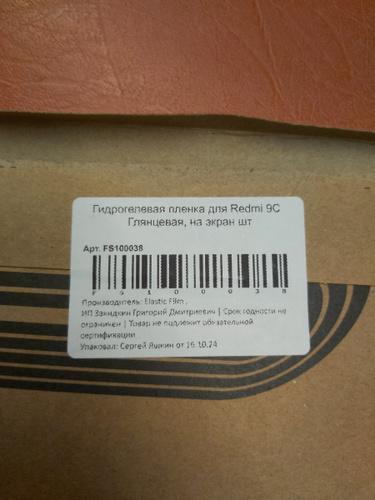 Гидрогелевая пленка для Redmi 9C
Глянцевая, на экран шт
Арт. FS100038
F S 1 0 0 0 3 8
Производитель: Elastic Film ,
ИП Закидкин Григорий Дмитриевич | Срок годности не
ограничен | Товар не подлежит обязательной
сертификации
Упаковал: Сергей Яшкин от 16.10.24